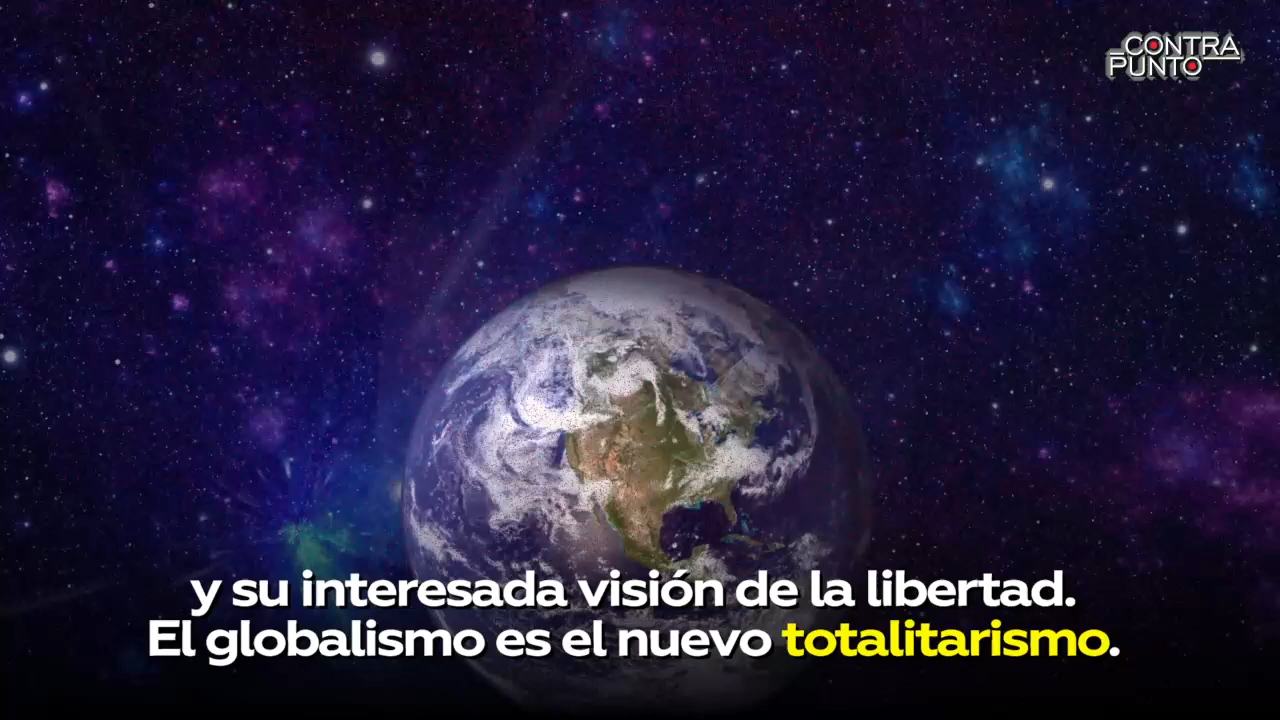 CONTRA
PUNTO
y su interesada visión de la libertad.
El globalismo es el nuevo totalitarismo.